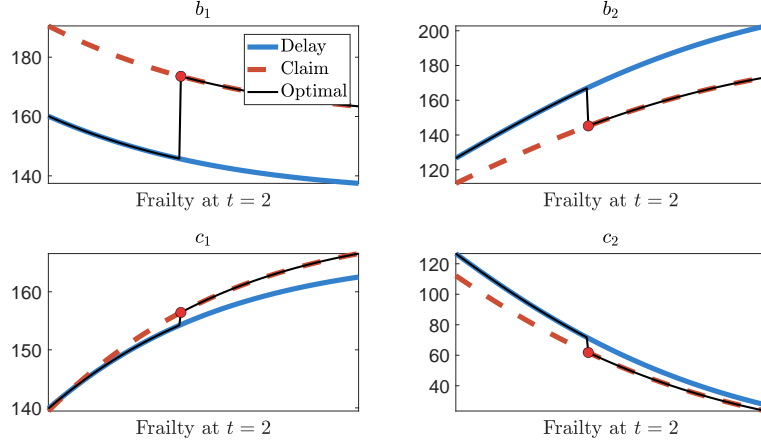 b₁
180
160
140
Delay
Claim
Optimal
Frailty at t = 2
b₂
200
180
160
140
120
Frailty at t = 2
c₁
160
150
140
Frailty at t = 2
c₂
120
100
80
60
40
Frailty at t = 2